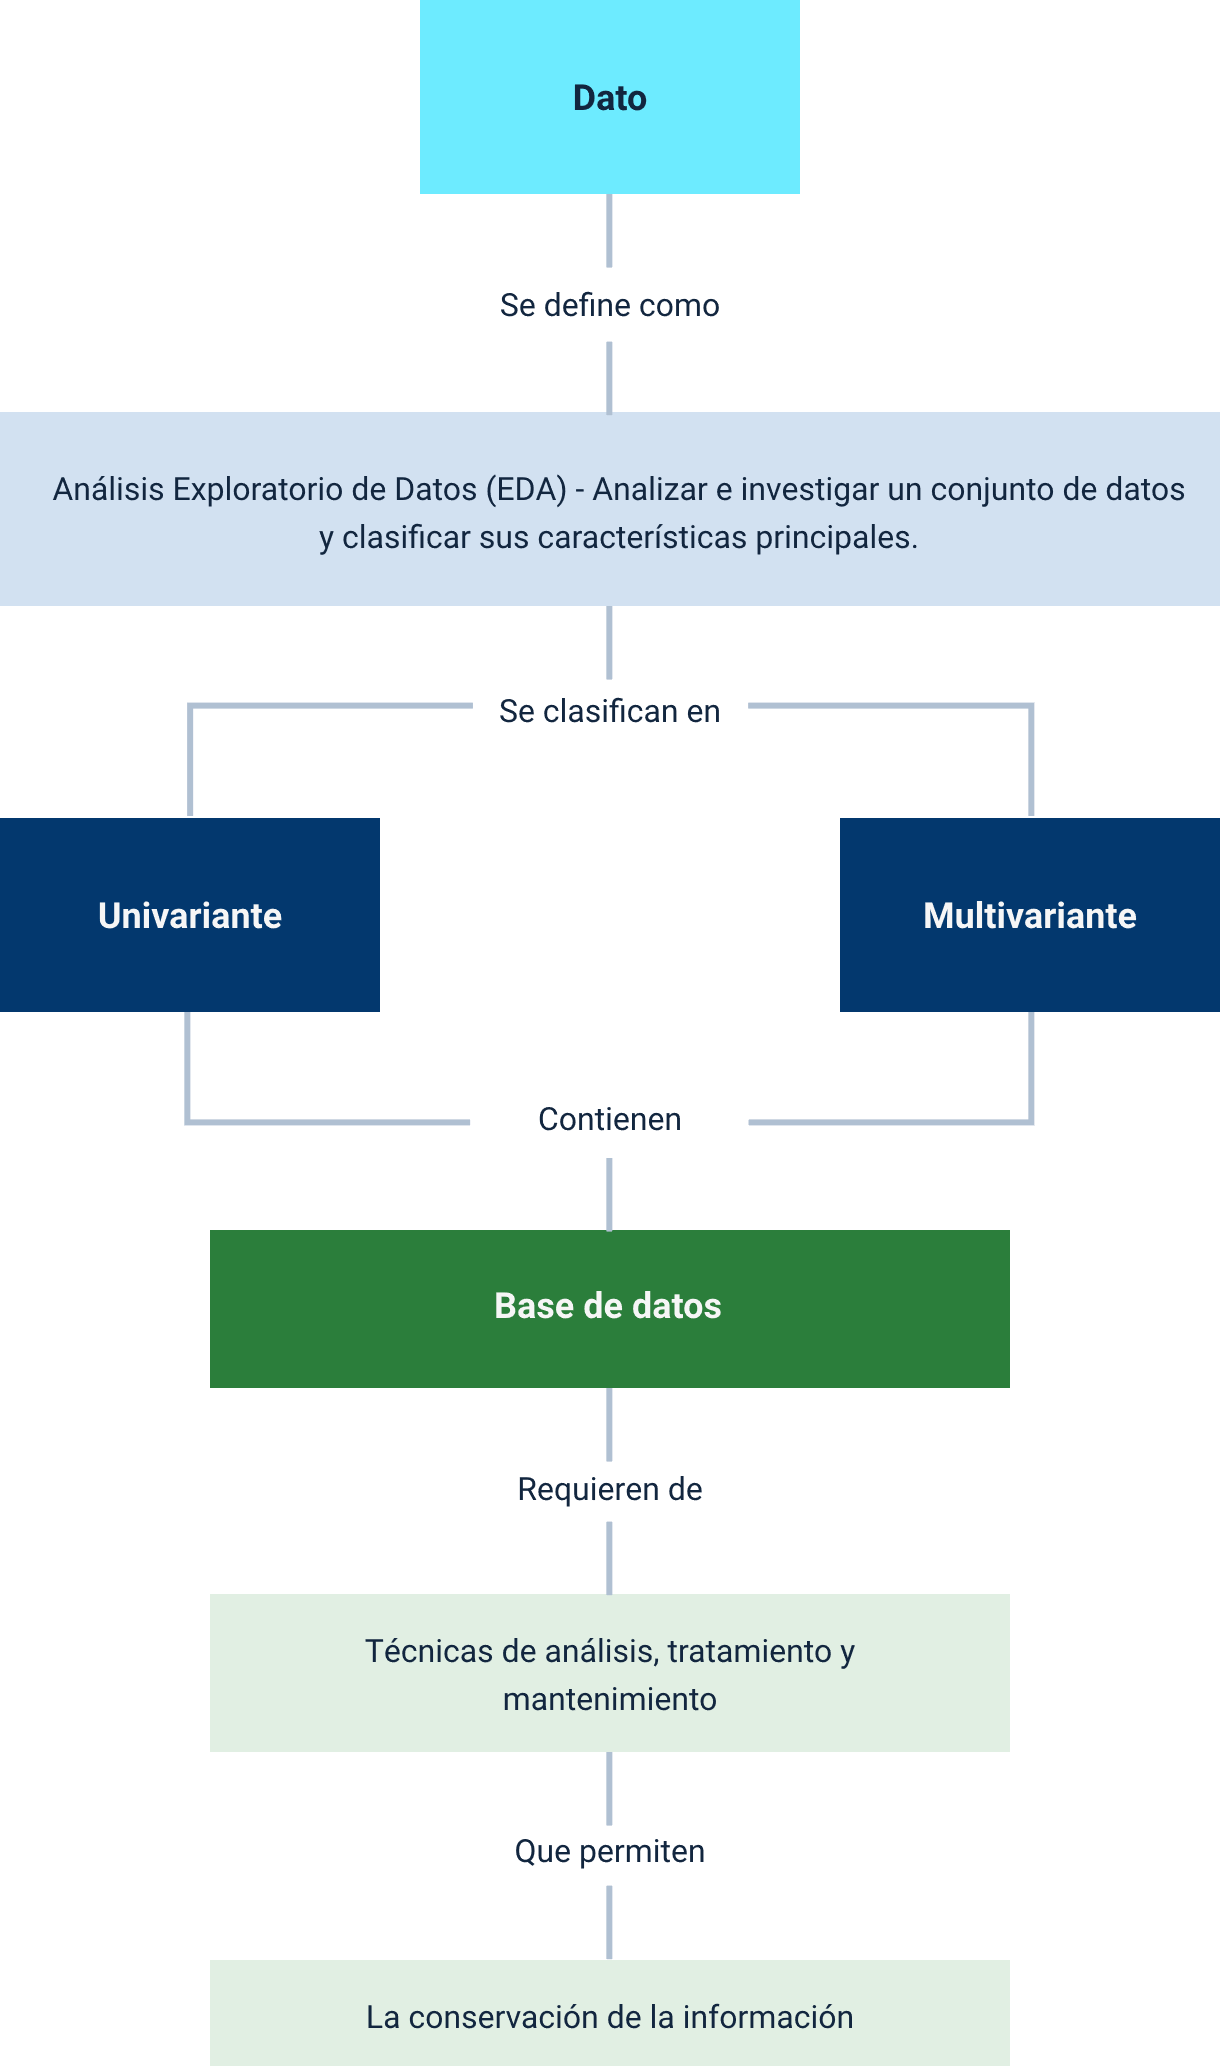 Dato
Se define como
Análisis Exploratorio de Datos (EDA) - Analizar e investigar un conjunto de datos
y clasificar sus características principales.
Se clasifican en
Univariante
Multivariante
Contienen
Base de datos
Requieren de
Técnicas de análisis, tratamiento y
mantenimiento
Que permiten
La conservación de la información